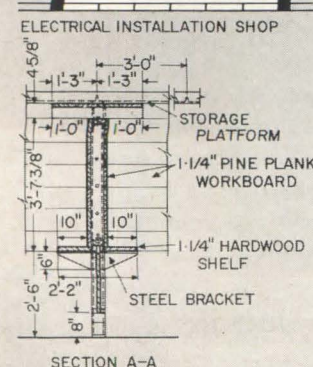 ELECTRICAL INSTALLATION SHOP
4-5/8"
3'-0"
1'-3" 1'-3"
1'-0" 1'-0"
STORAGE
PLATFORM
3'-7-3/8"
1-1/4" PINE PLANK
WORKBOARD
10" 10"
1-1/4" HARDWOOD
SHELF
6"
2'-2"
2'-6"
STEEL BRACKET
8"
SECTION A-A